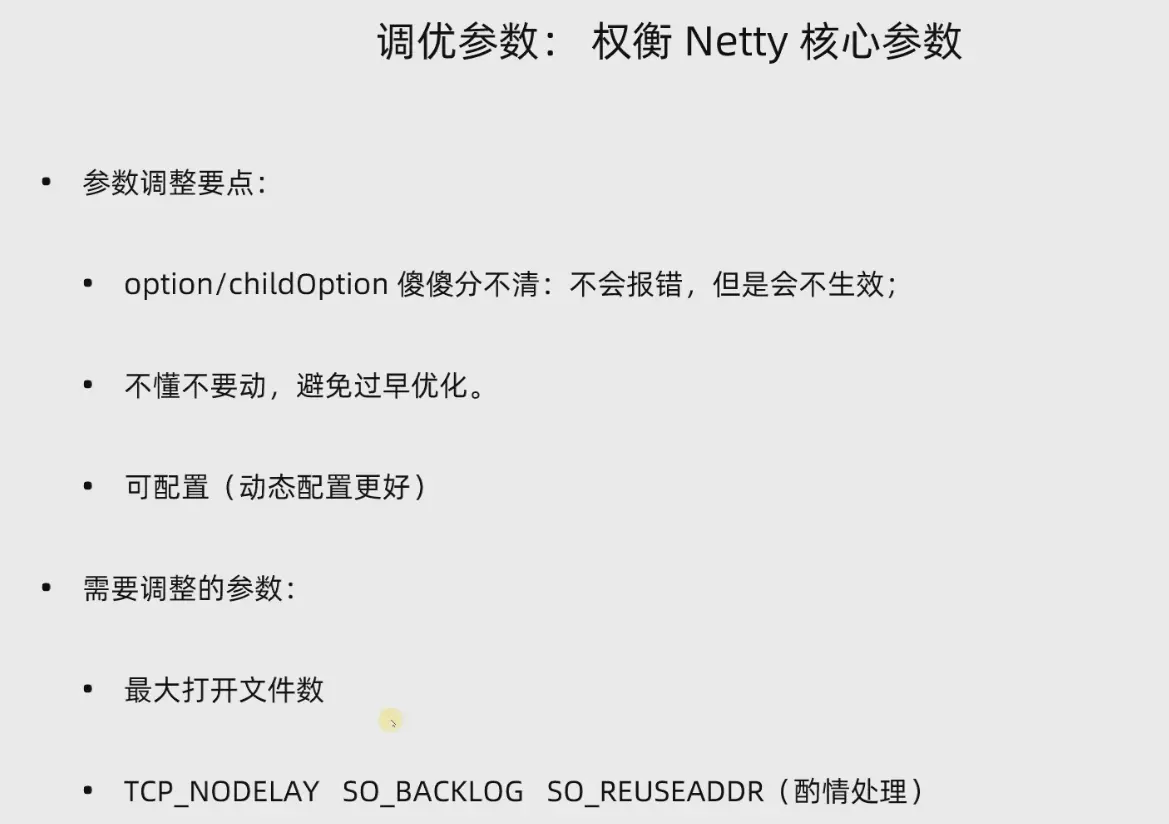 调优参数： 权衡 Netty 核心参数
• 参数调整要点：
• option/childOption 傻傻分不清：不会报错，但是会不生效；
• 不懂不要动，避免过早优化。
• 可配置（动态配置更好）
• 需要调整的参数：
• 最大打开文件数
• TCP_NODELAY SO_BACKLOG SO_REUSEADDR（酌情处理）